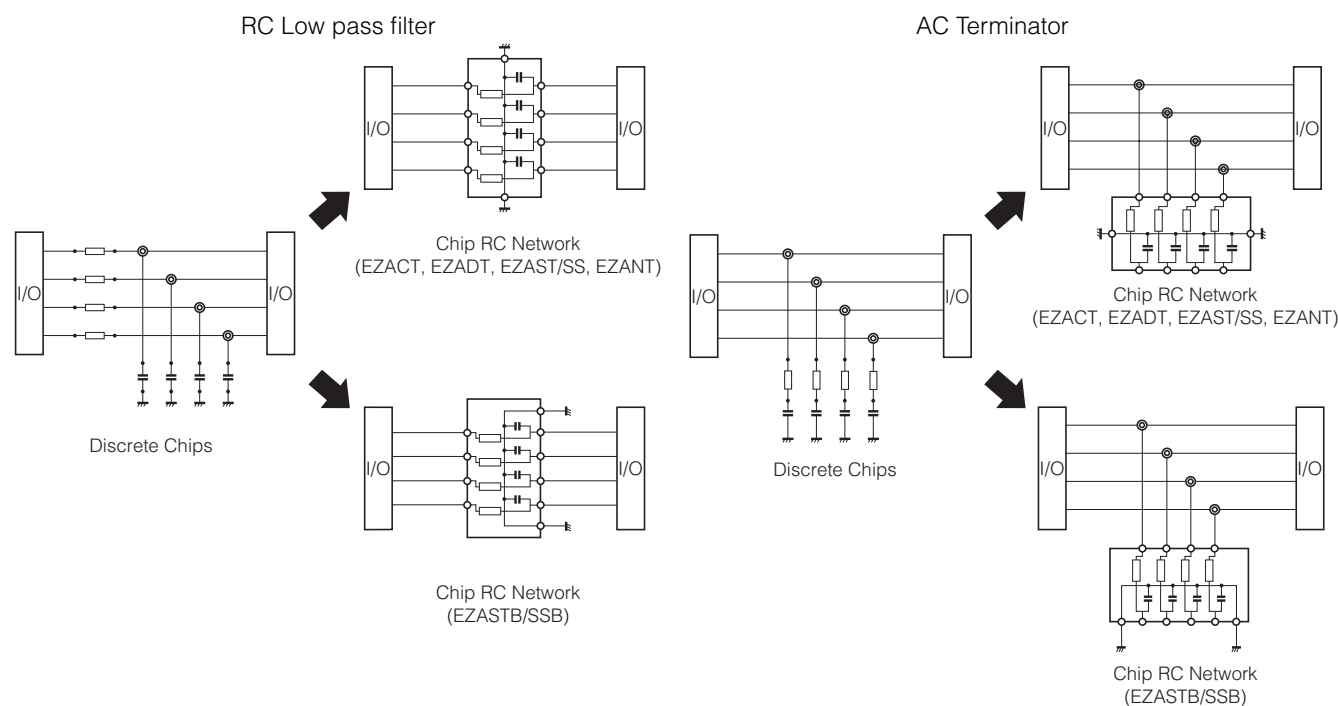 RC Low pass filter
I/O
I/O
Chip RC Network
(EZACT, EZADT, EZAST/SS, EZANT)
I/O
I/O
Discrete Chips
I/O
I/O
Chip RC Network
(EZASTB/SSB)
AC Terminator
I/O
I/O
Chip RC Network
(EZACT, EZADT, EZAST/SS, EZANT)
I/O
I/O
Discrete Chips
I/O
I/O
Chip RC Network
(EZASTB/SSB)